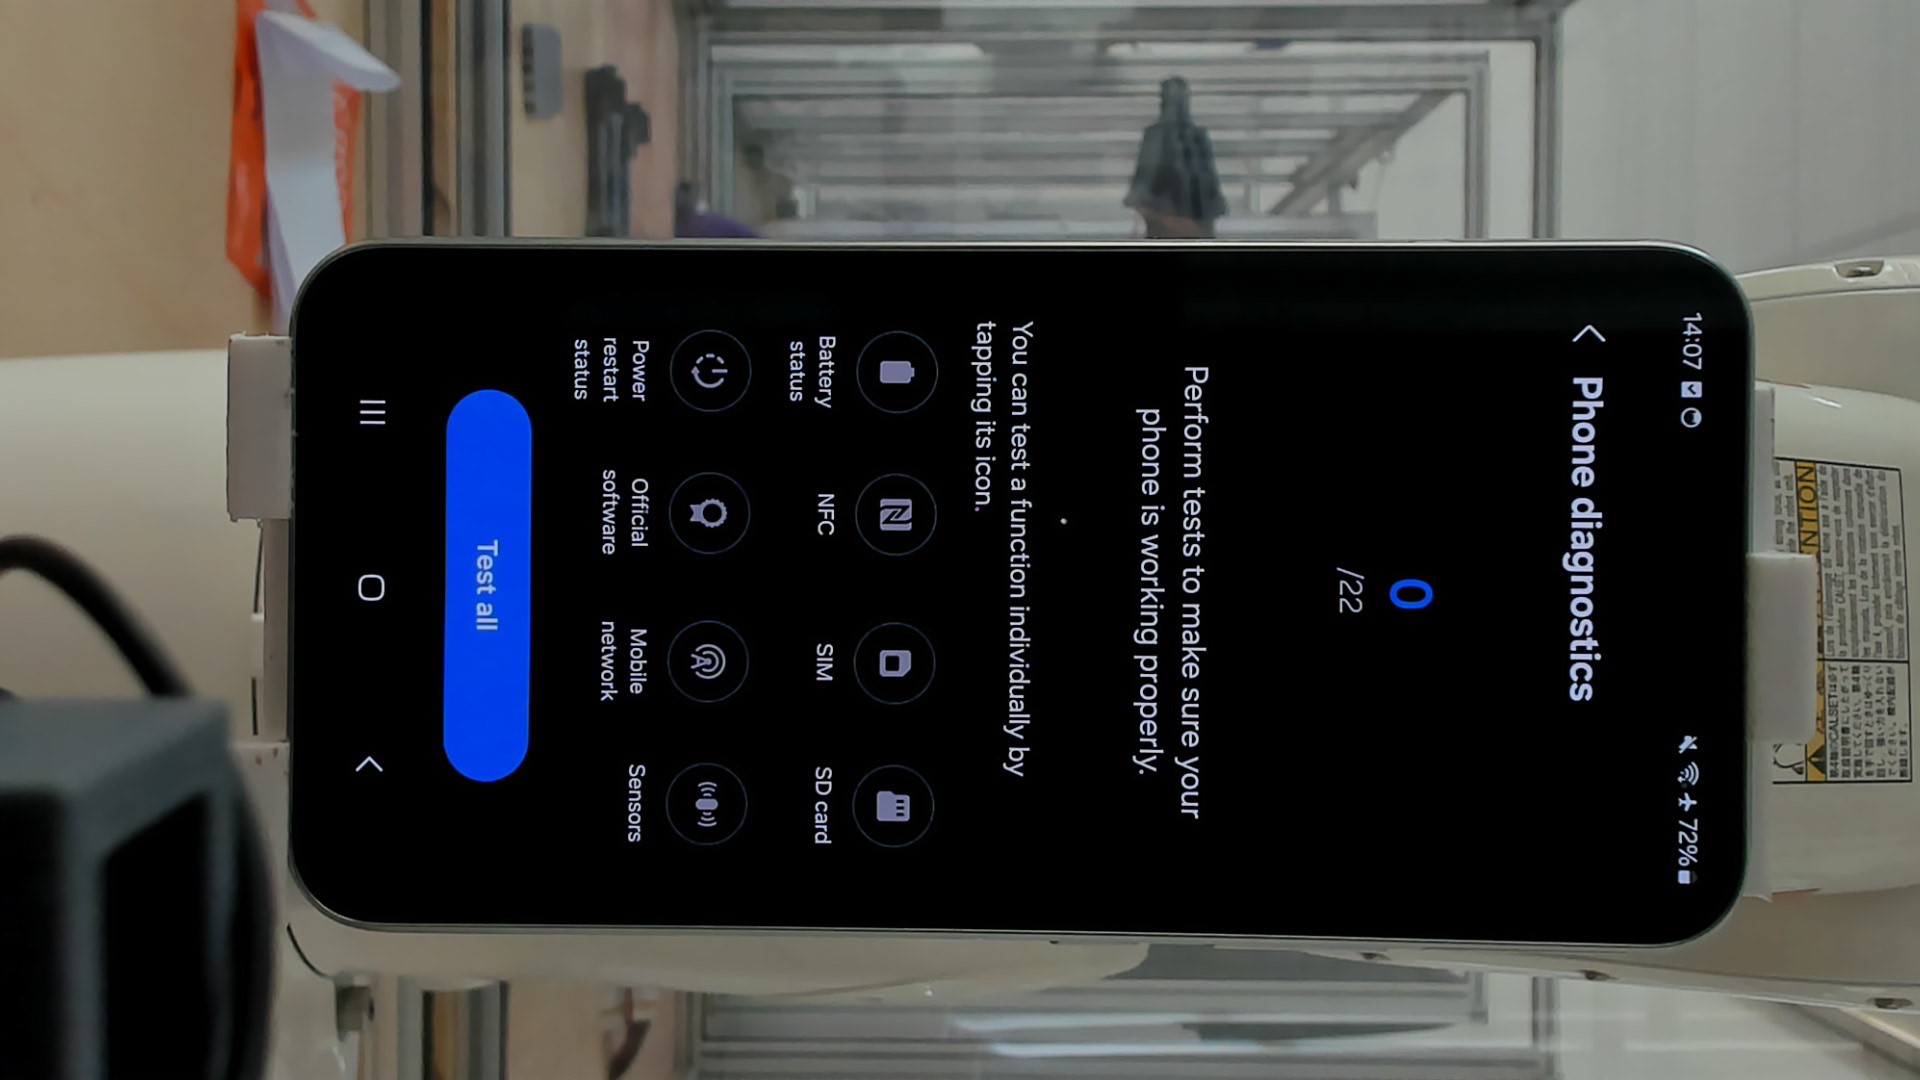 14:07
72%
Phone diagnostics
0
/22
Perform tests to make sure your
phone is working properly.
You can test a function individually by
tapping its icon.
Battery
status
NFC
SIM
SD card
Power
restart
status
Official
software
Mobile
network
Sensors
Test all